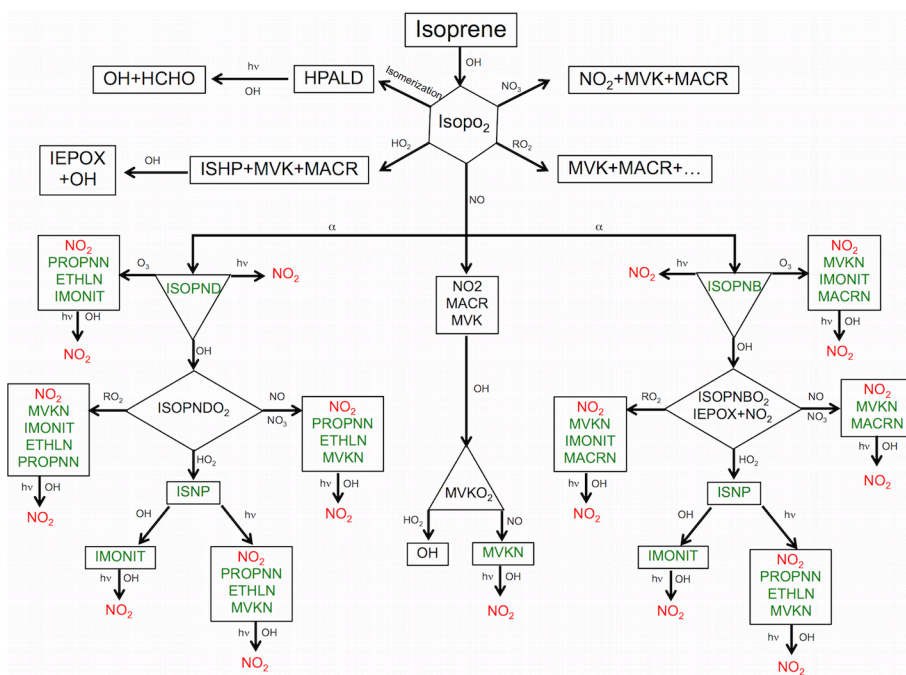 Isoprene
OH
OH+HCHO
hν
OH
HPALD
Isomerization
NO₃
NO₂+MVK+MACR
Isopo₂
HO₂
RO₂
IEPOX
+OH
OH
ISHP+MVK+MACR
MVK+MACR+…
NO
α
α
NO₂
PROPNN
ETHLN
IMONIT
O₃
hν
NO₂
ISOPND
hν OH
NO₂
OH
NO2
MACR
MVK
OH
NO₂
hν
O₃
ISOPNB
NO₂
MVKN
IMONIT
MACRN
hν OH
NO₂
OH
NO₂
MVKN
IMONIT
ETHLN
PROPNN
RO₂
ISOPNDO₂
NO
NO₃
NO₂
PROPNN
ETHLN
MVKN
hν OH
NO₂
hν OH
NO₂
HO₂
ISNP
OH
hν
IMONIT
hν OH
NO₂
NO₂
PROPNN
ETHLN
MVKN
hν OH
NO₂
MVKO₂
HO₂
NO
OH
MVKN
hν OH
NO₂
NO₂
MVKN
IMONIT
MACRN
RO₂
ISOPNBO₂
IEPOX+NO₂
NO
NO₃
NO₂
MVKN
MACRN
hν OH
NO₂
hν OH
NO₂
HO₂
ISNP
OH
hν
IMONIT
hν OH
NO₂
NO₂
PROPNN
ETHLN
MVKN
hν OH
NO₂